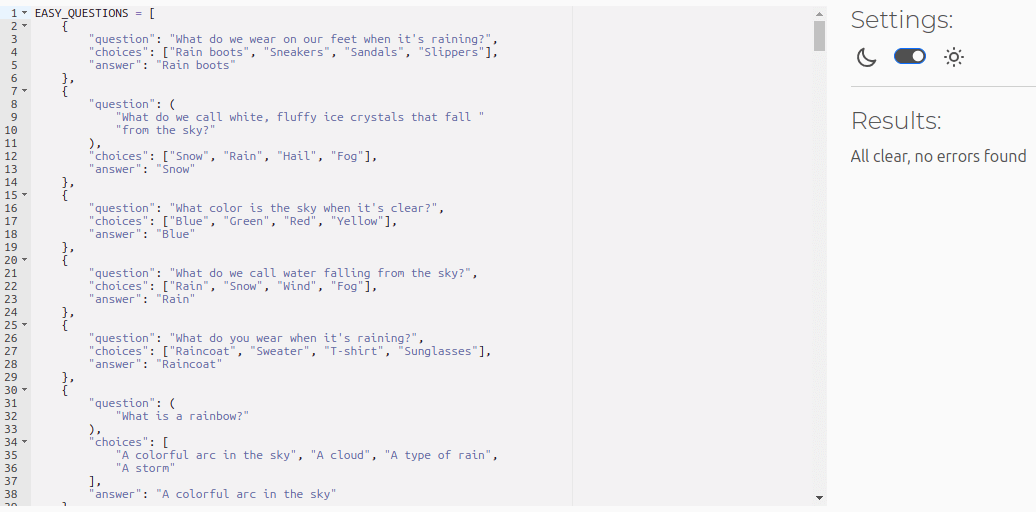 1 EASY_QUESTIONS = [
2     {
3         "question": "What do we wear on our feet when it's raining?",
4         "choices": ["Rain boots", "Sneakers", "Sandals", "Slippers"],
5         "answer": "Rain boots"
6     },
7     {
8         "question": (
9             "What do we call white, fluffy ice crystals that fall "
10             "from the sky?"
11         ),
12         "choices": ["Snow", "Rain", "Hail", "Fog"],
13         "answer": "Snow"
14     },
15     {
16         "question": "What color is the sky when it's clear?",
17         "choices": ["Blue", "Green", "Red", "Yellow"],
18         "answer": "Blue"
19     },
20     {
21         "question": "What do we call water falling from the sky?",
22         "choices": ["Rain", "Snow", "Wind", "Fog"],
23         "answer": "Rain"
24     },
25     {
26         "question": "What do you wear when it's raining?",
27         "choices": ["Raincoat", "Sweater", "T-shirt", "Sunglasses"],
28         "answer": "Raincoat"
29     },
30     {
31         "question": (
32             "What is a rainbow?"
33         ),
34         "choices": [
35             "A colorful arc in the sky", "A cloud", "A type of rain",
36             "A storm"
37         ],
38         "answer": "A colorful arc in the sky"
Settings:
Results:
All clear, no errors found